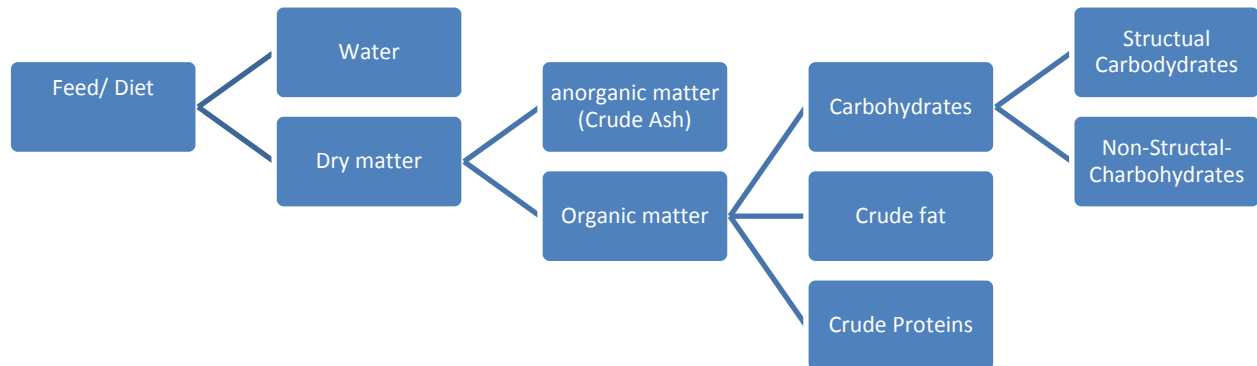 Feed/ Diet
Water
Dry matter
anorganic matter
(Crude Ash)
Organic matter
Carbohydrates
Crude fat
Crude Proteins
Structual
Carbodydrates
Non-Structal-
Charbohydrates